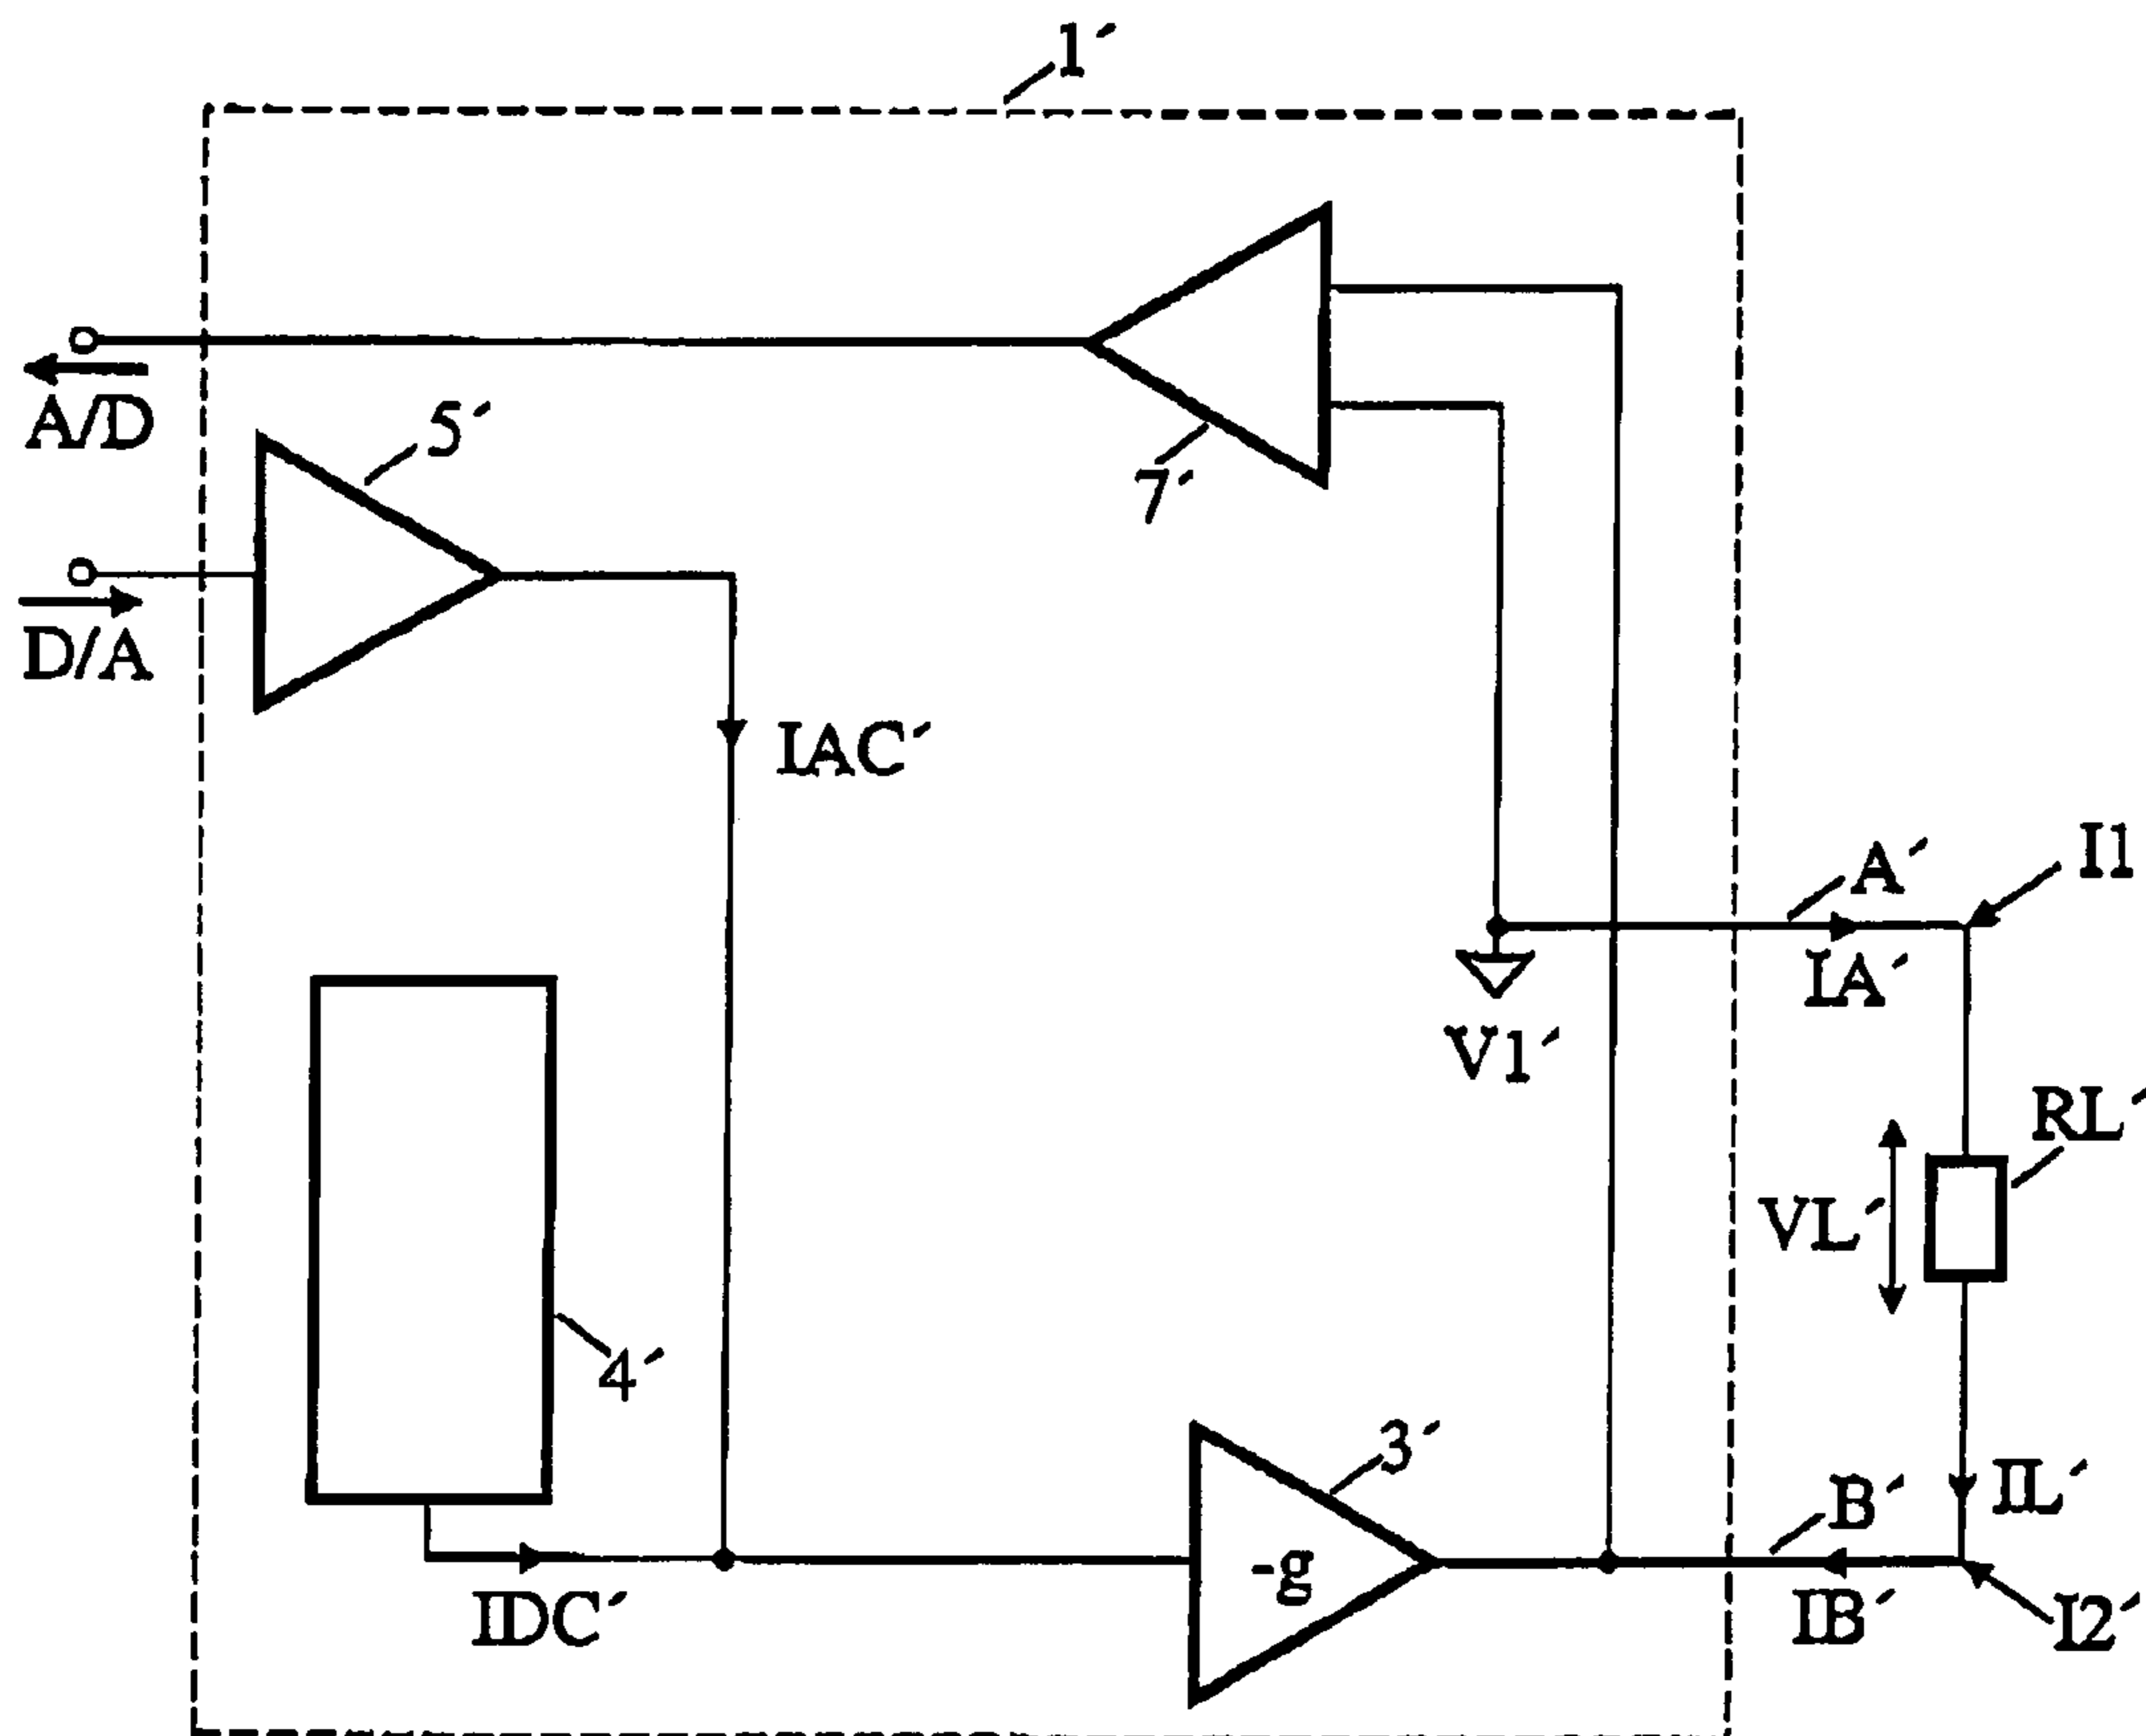 1´
A/D
5´
7´
D/A
IAC´
A´
I1
IA´
V1´
RL´
VL´
4´
3´
IL´
B´
-g
IDC´
IB´
I2´